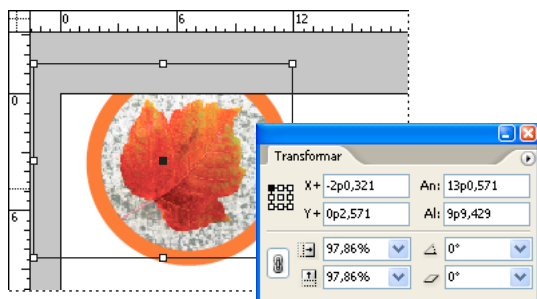 0 6 12
0
6
Transformar
X+ -2p0,321 An: 13p0,571
Y+ 0p2,571 Al: 9p9,429
97,86% 0°
97,86% 0°